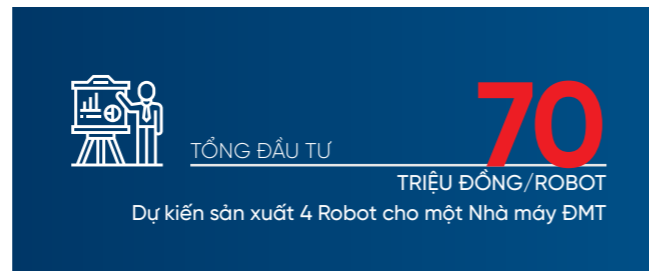 TỔNG ĐẦU TƯ 70
TRIỆU ĐỒNG/ROBOT
Dự kiến sản xuất 4 Robot cho một Nhà máy ĐMT